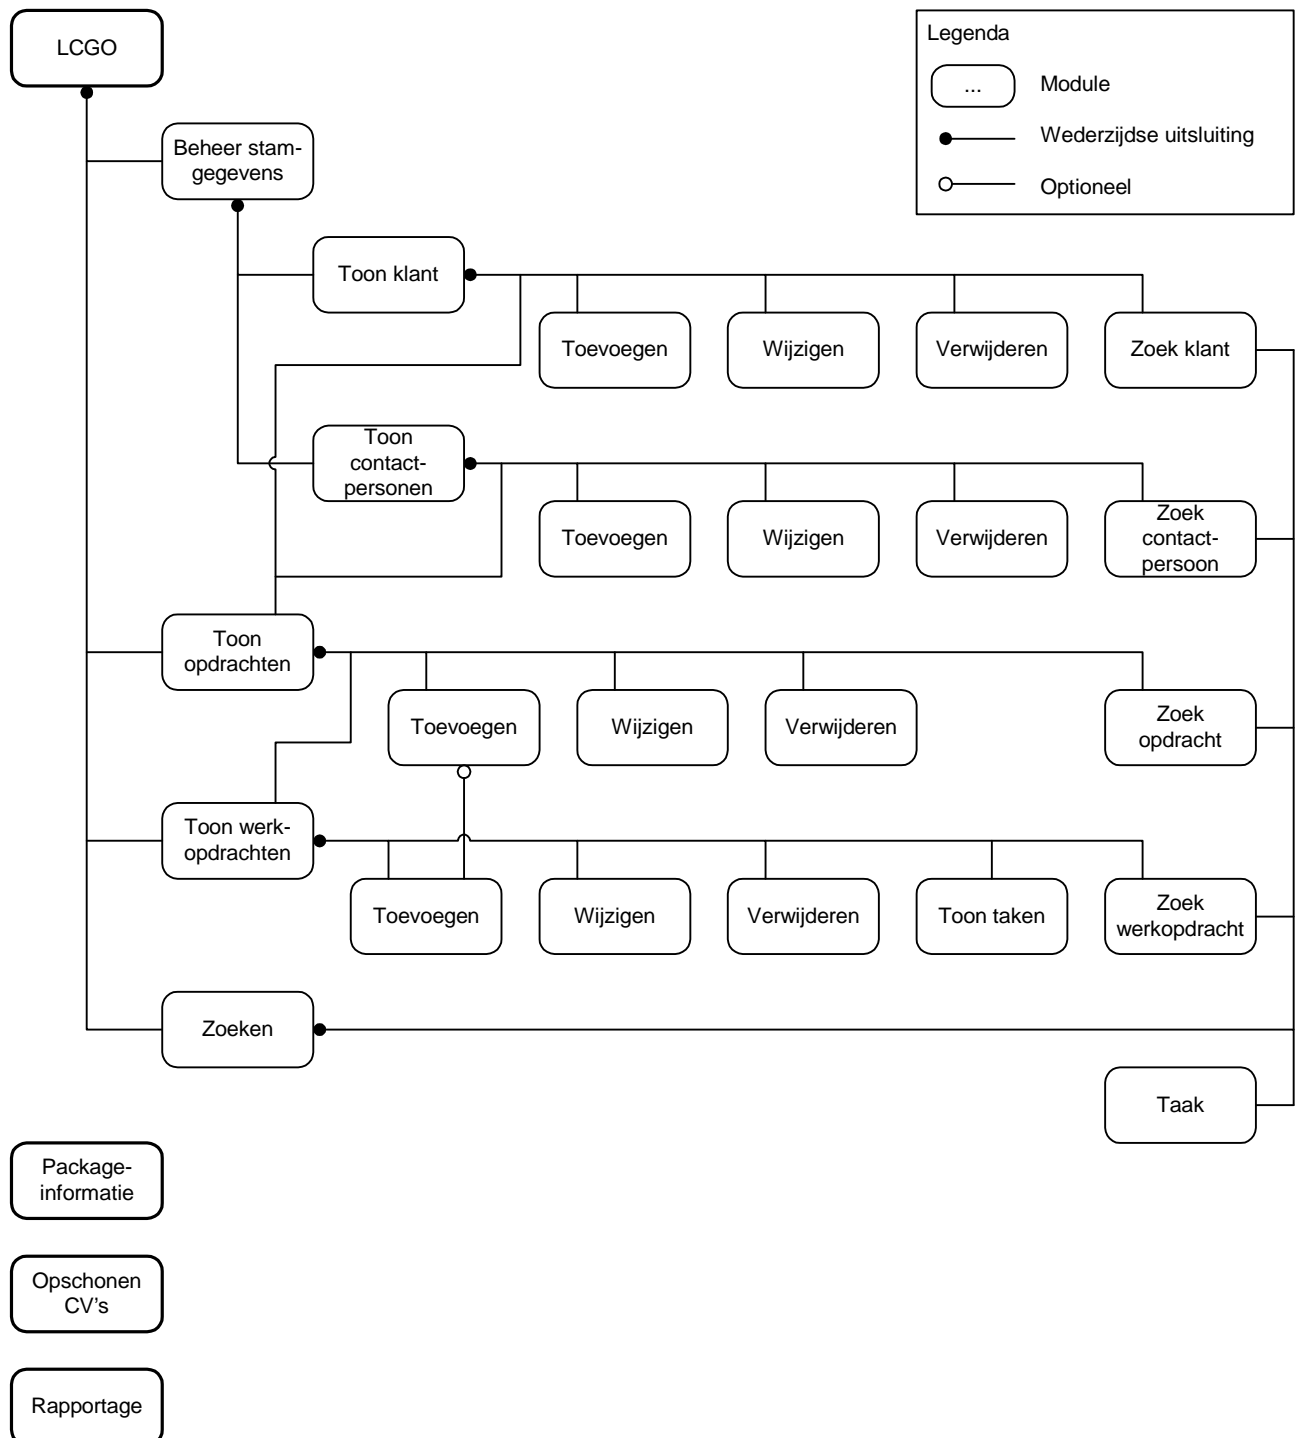 LCGO
Legenda
...
Module
Wederzijdse uitsluiting
Optioneel
Beheer stam-
gegevens
Toon klant
Toevoegen
Wijzigen
Verwijderen
Zoek klant
Toon
contact-
personen
Toevoegen
Wijzigen
Verwijderen
Zoek
contact-
persoon
Toon
opdrachten
Toevoegen
Wijzigen
Verwijderen
Zoek
opdracht
Toon werk-
opdrachten
Toevoegen
Wijzigen
Verwijderen
Toon taken
Zoek
werkopdracht
Zoeken
Taak
Package-
informatie
Opschonen
CV's
Rapportage